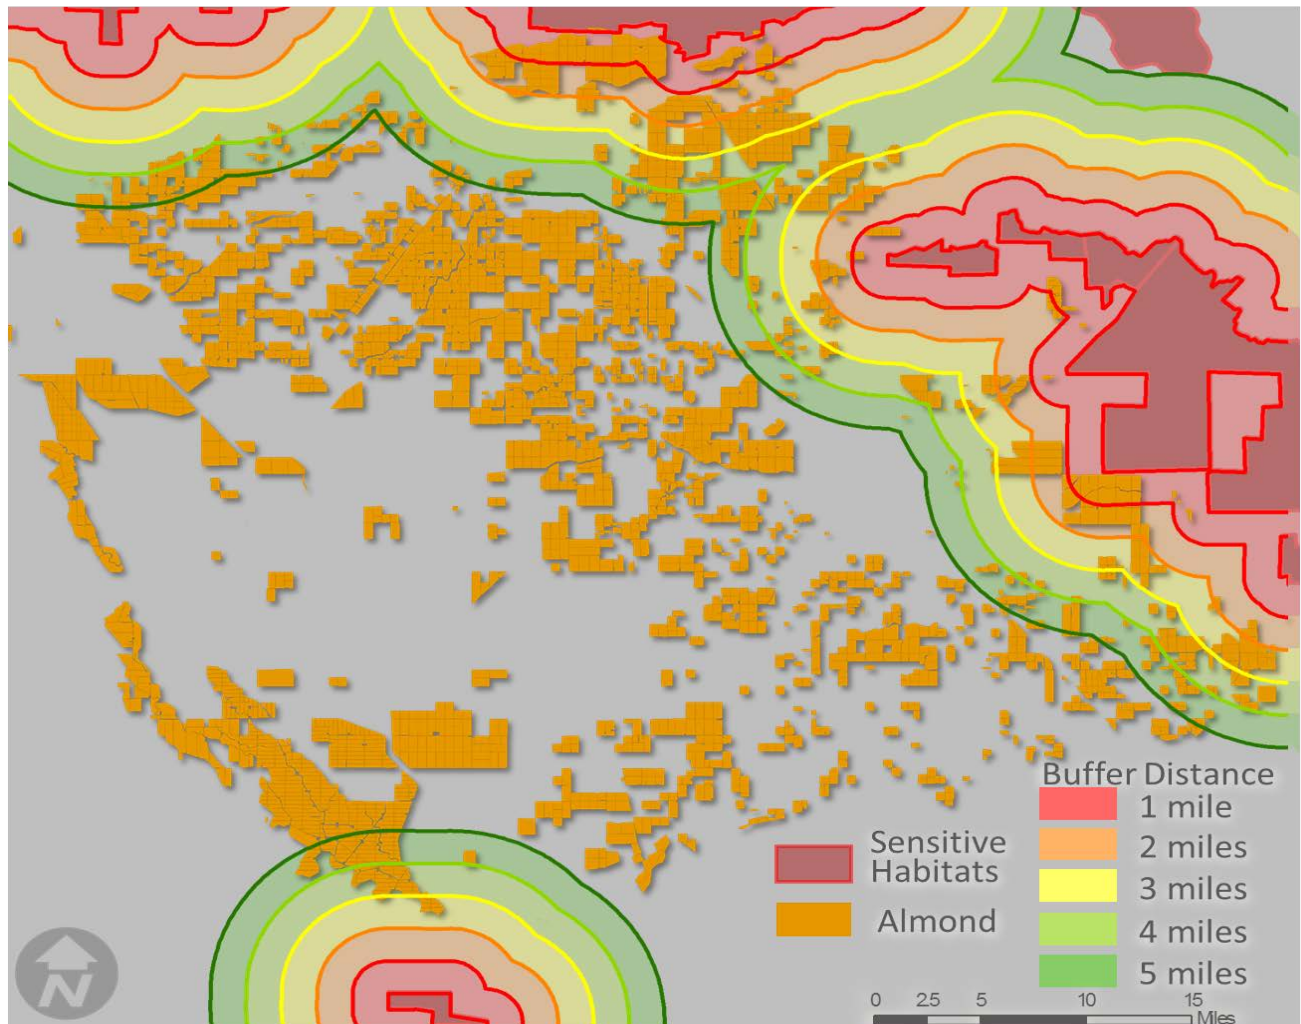 Buffer Distance
1 mile
2 miles
3 miles
4 miles
5 miles
Sensitive
Habitats
Almond
N
0 2.5 5 10 15
Miles